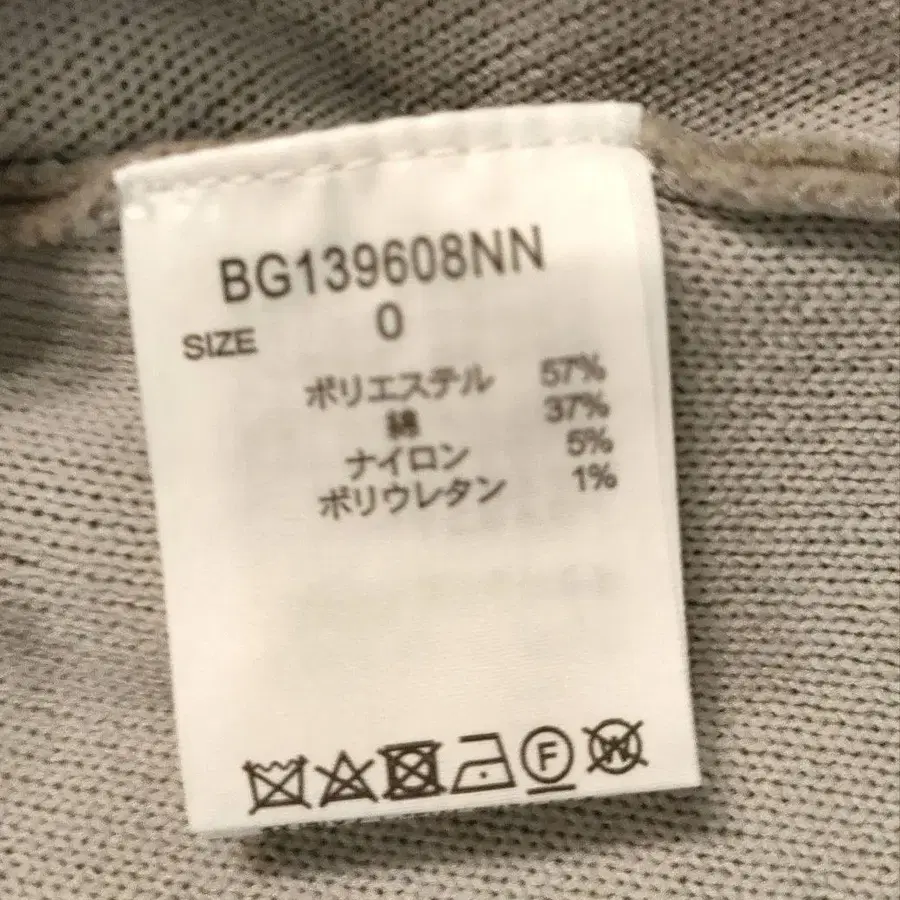 BG139608NN
SIZE 0
ポリエステル 57%
綿 37%
ナイロン 5%
ポリウレタン 1%
F W